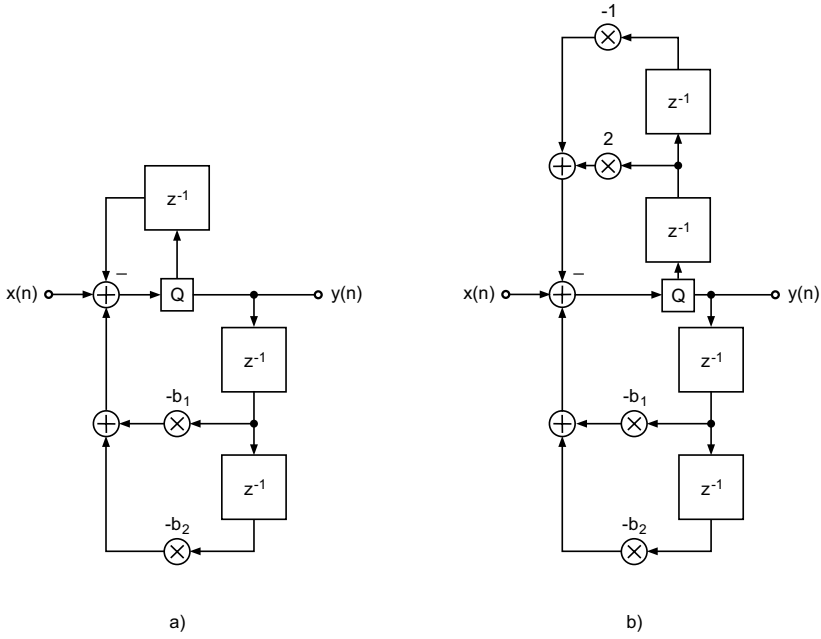 -1
z⁻¹
2
z⁻¹
z⁻¹
–
–
x(n)
Q
y(n)
x(n)
Q
y(n)
z⁻¹
z⁻¹
-b₁
-b₁
z⁻¹
z⁻¹
-b₂
-b₂
a)
b)